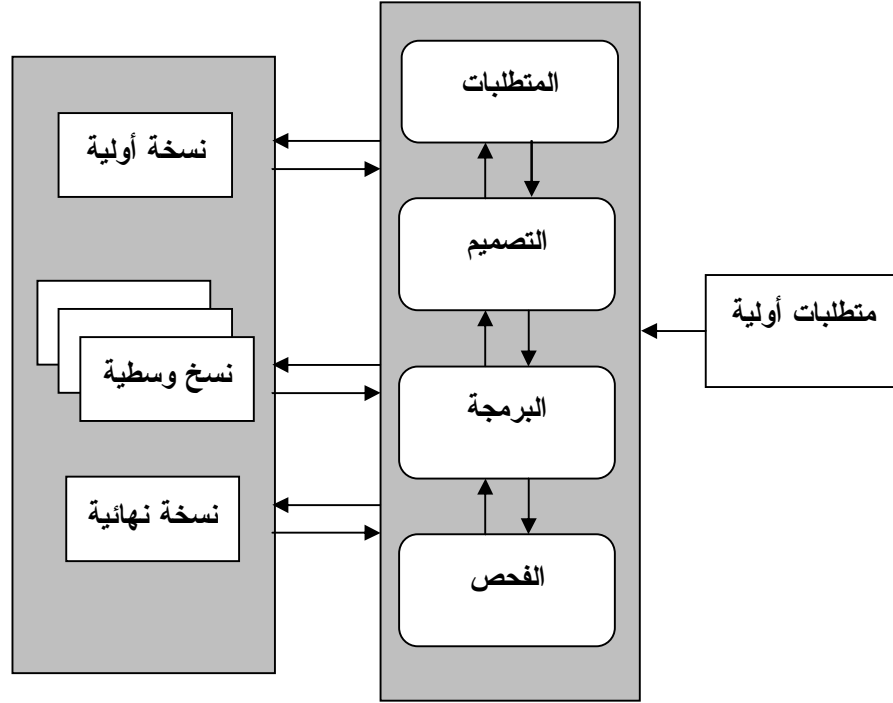 متطلبات أولية
المتطلبات
التصميم
البرمجة
الفحص
نسخة أولية
نسخ وسطية
نسخة نهائية